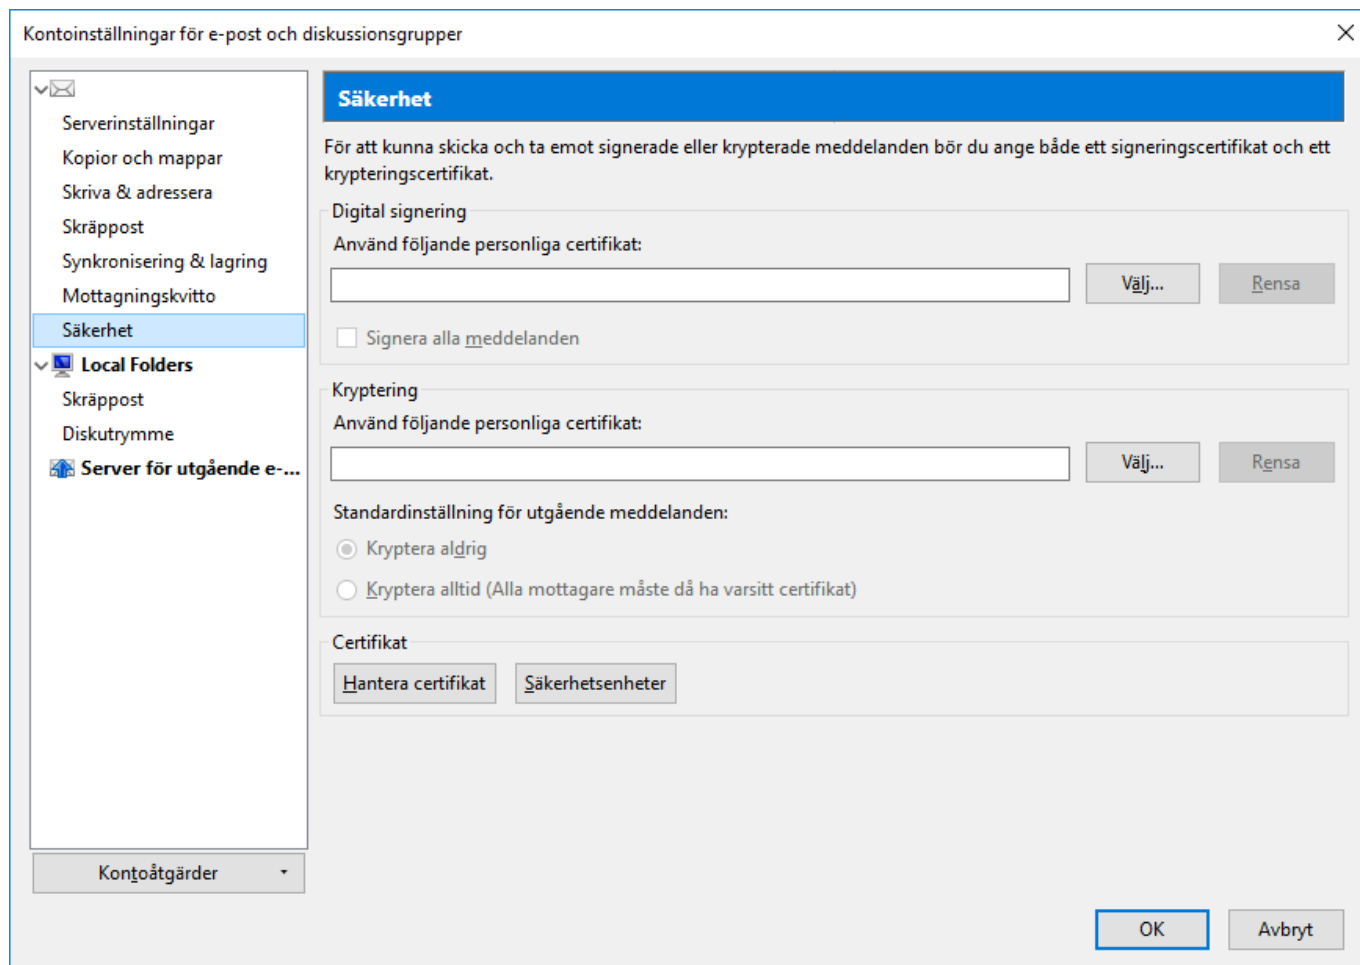 Kontoinställningar för e-post och diskussionsgrupper
Serverinställningar
Kopior och mappar
Skriva & adressera
Skräppost
Synkronisering & lagring
Mottagningskvitto
Säkerhet
Local Folders
Skräppost
Diskutrymme
Server för utgående e-...
Kontoåtgärder
Säkerhet
För att kunna skicka och ta emot signerade eller krypterade meddelanden bör du ange både ett signeringscertifikat och ett
krypteringscertifikat.
Digital signering
Använd följande personliga certifikat:
Välj... Rensa
Signera alla meddelanden
Kryptering
Använd följande personliga certifikat:
Välj... Rensa
Standardinställning för utgående meddelanden:
Kryptera aldrig
Kryptera alltid (Alla mottagare måste då ha varsitt certifikat)
Certifikat
Hantera certifikat Säkerhetsenheter
OK Avbryt